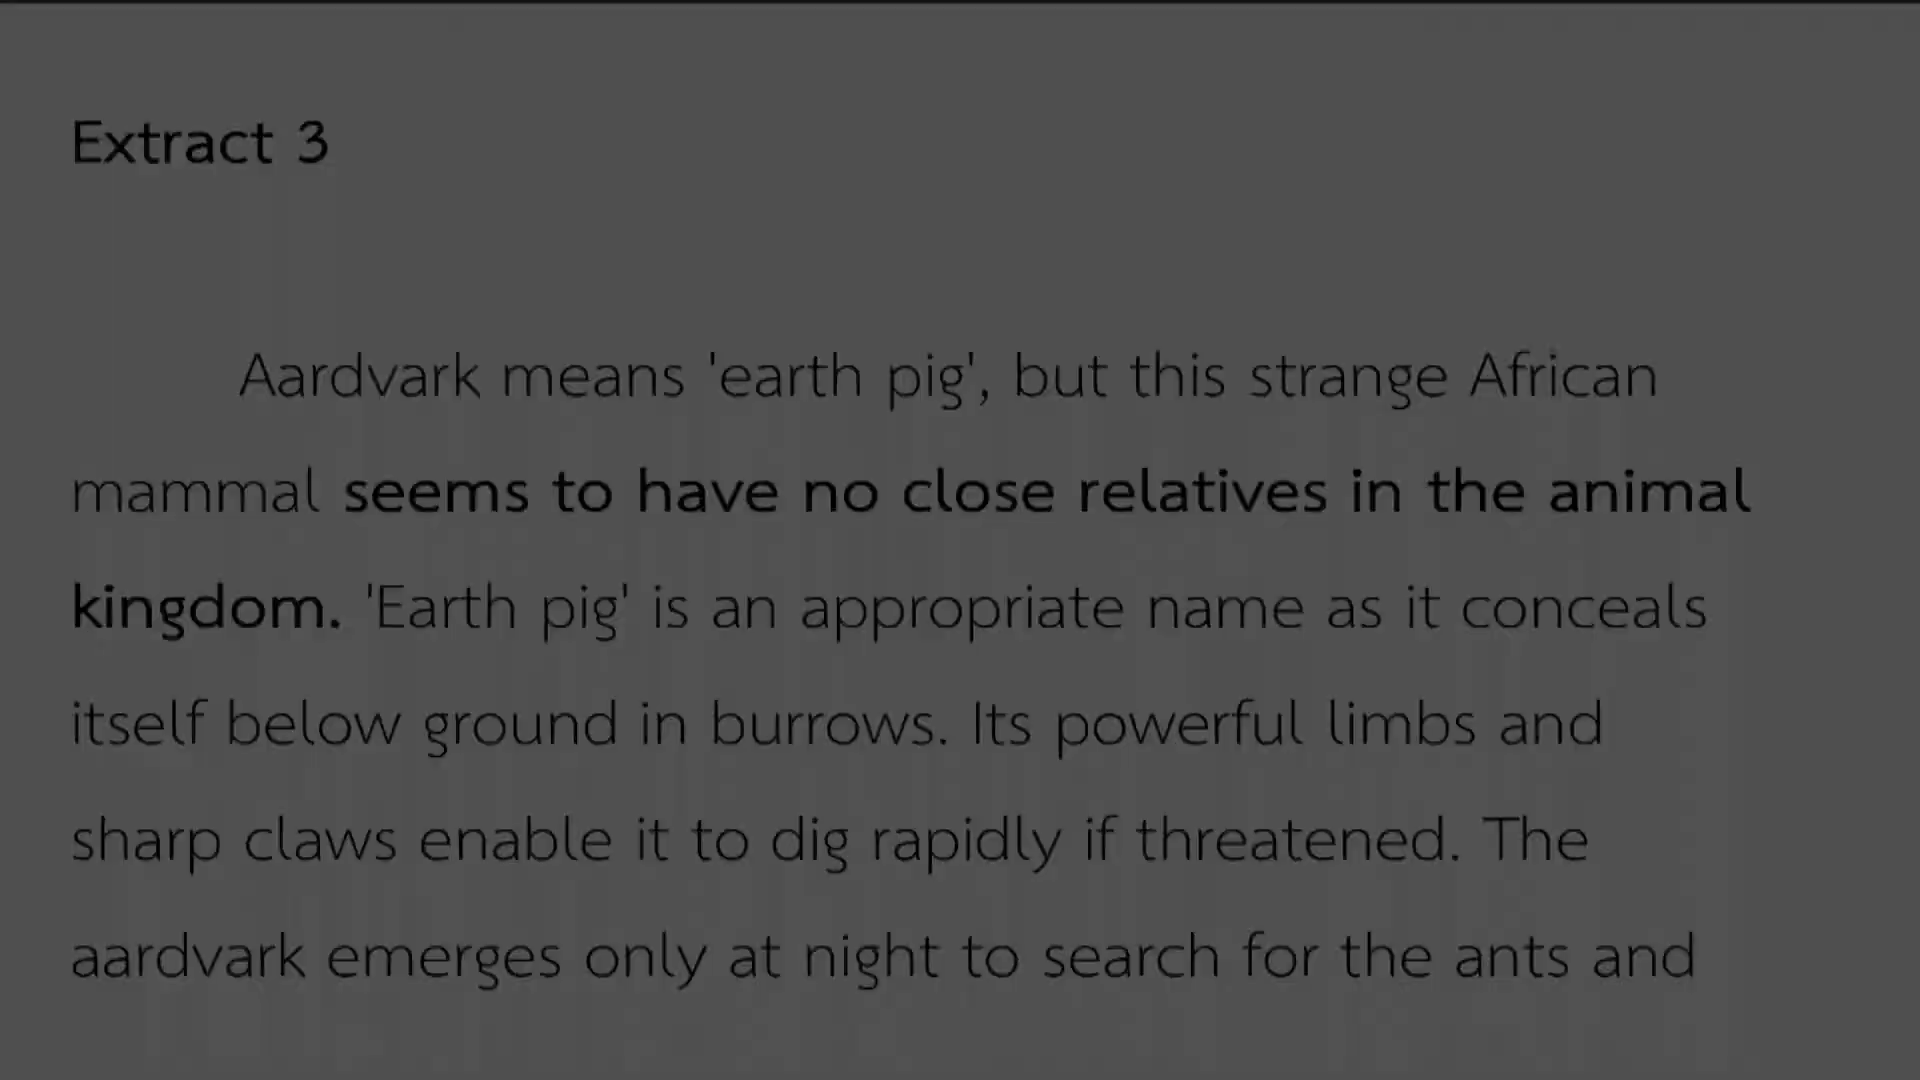 Extract 3
Aardvark means 'earth pig', but this strange African
mammal seems to have no close relatives in the animal
kingdom. 'Earth pig' is an appropriate name as it conceals
itself below ground in burrows. Its powerful limbs and
sharp claws enable it to dig rapidly if threatened. The
aardvark emerges only at night to search for the ants and